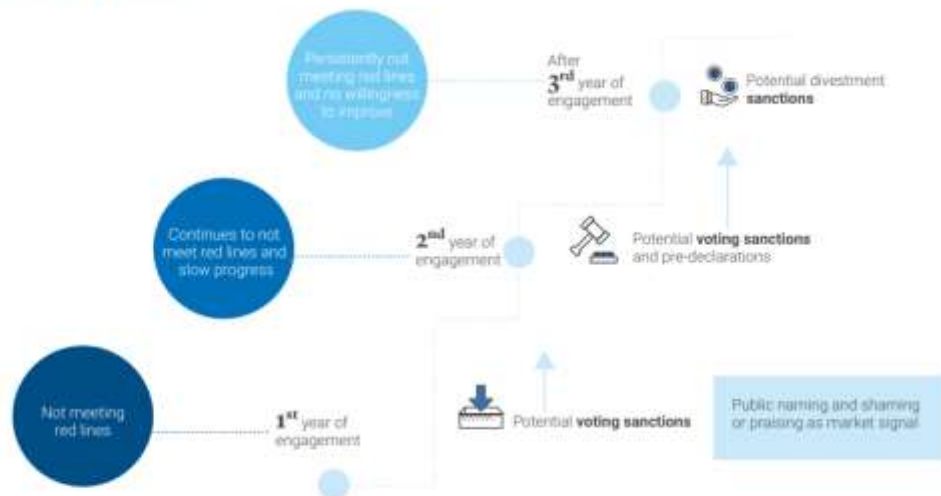 Persistently not
meeting red lines
and no willingness
to improve
After
3rd year of
engagement
Potential divestment
sanctions
Continues to not
meet red lines and
slow progress
2nd year of
engagement
Potential voting sanctions
and pre-declarations
Not meeting
red lines
1st year of
engagement
Potential voting sanctions
Public naming and shaming
or praising as market signal